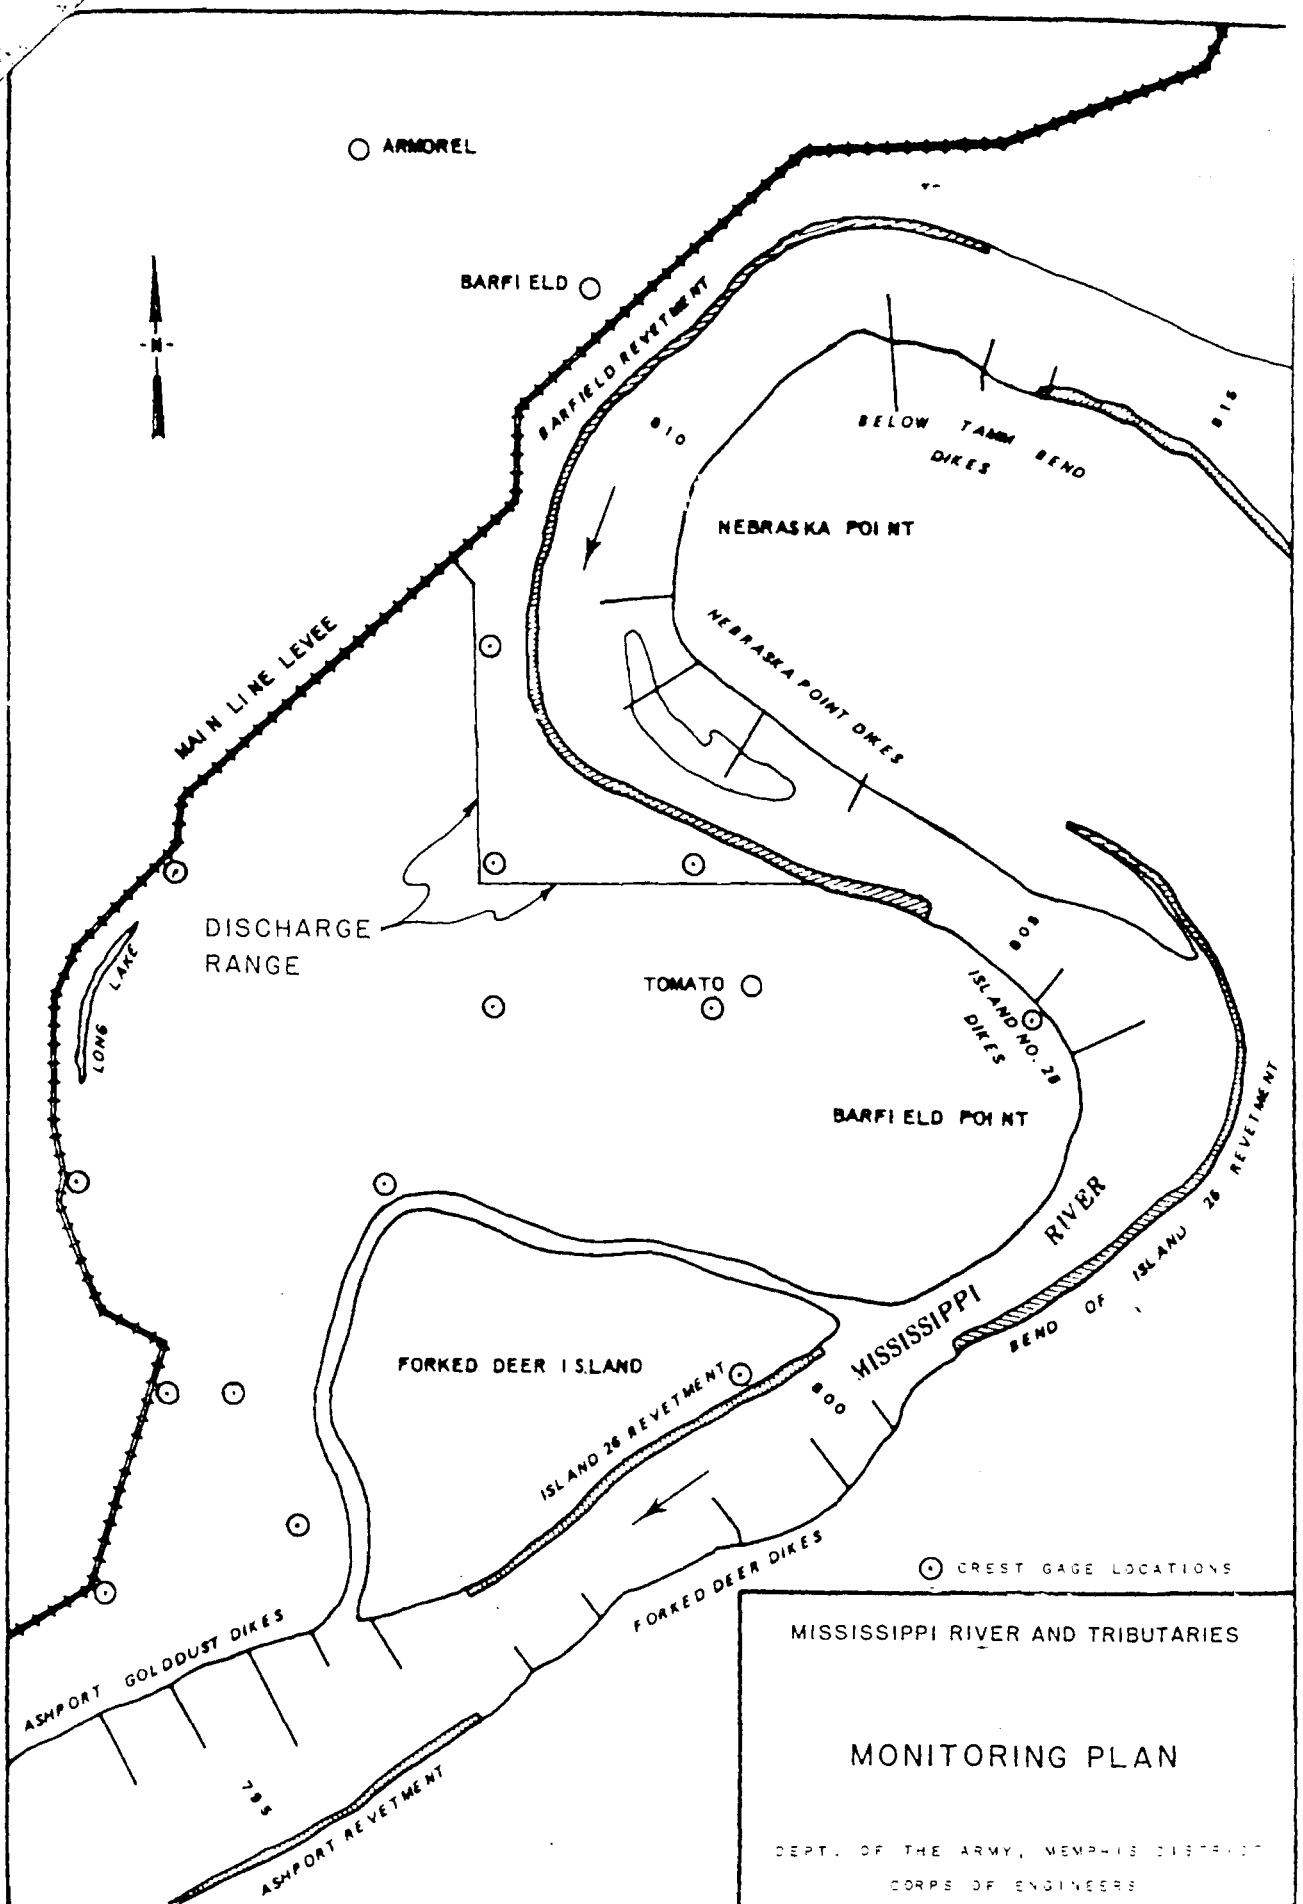 ARMOREL
BARFIELD
BARFIELD REVETMENT
-N-
810
815
BELOW TAMM BEND
DIKES
NEBRASKA POINT
NEBRASKA POINT DIKES
MAIN LINE LEVEE
DISCHARGE
RANGE
LONG LAKE
TOMATO
805
ISLAND NO. 25
DIKES
BARFIELD POINT
BEND OF ISLAND 26 REVETMENT
MISSISSIPPI RIVER
FORKED DEER ISLAND
ISLAND 26 REVETMENT
800
FORKED DEER DIKES
CREST GAGE LOCATIONS
ASHPORT GOLDDUST DIKES
795
ASHPORT REVETMENT
MISSISSIPPI RIVER AND TRIBUTARIES
MONITORING PLAN
DEPT. OF THE ARMY, MEMPHIS DISTRICT
CORPS OF ENGINEERS